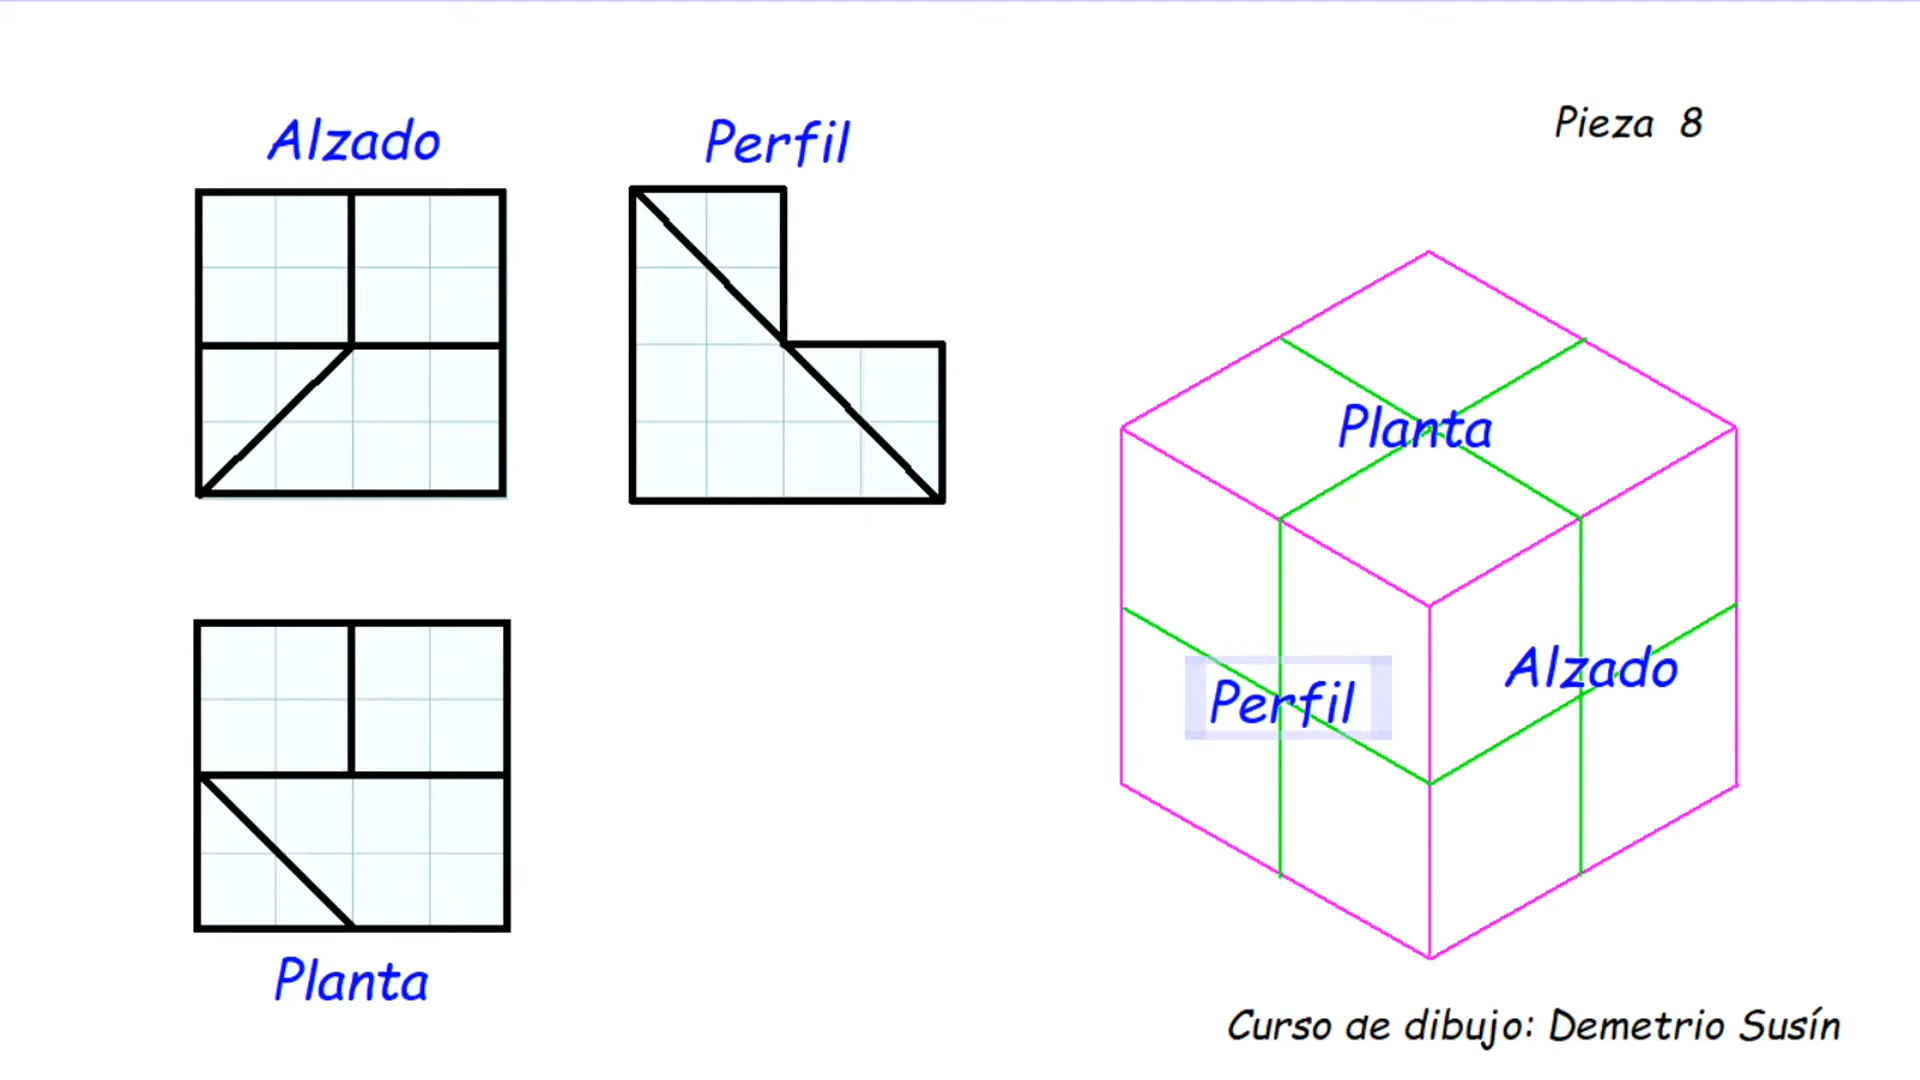 Alzado
Perfil
Pieza 8
Planta
Perfil
Alzado
Planta
Curso de dibujo: Demetrio Susín